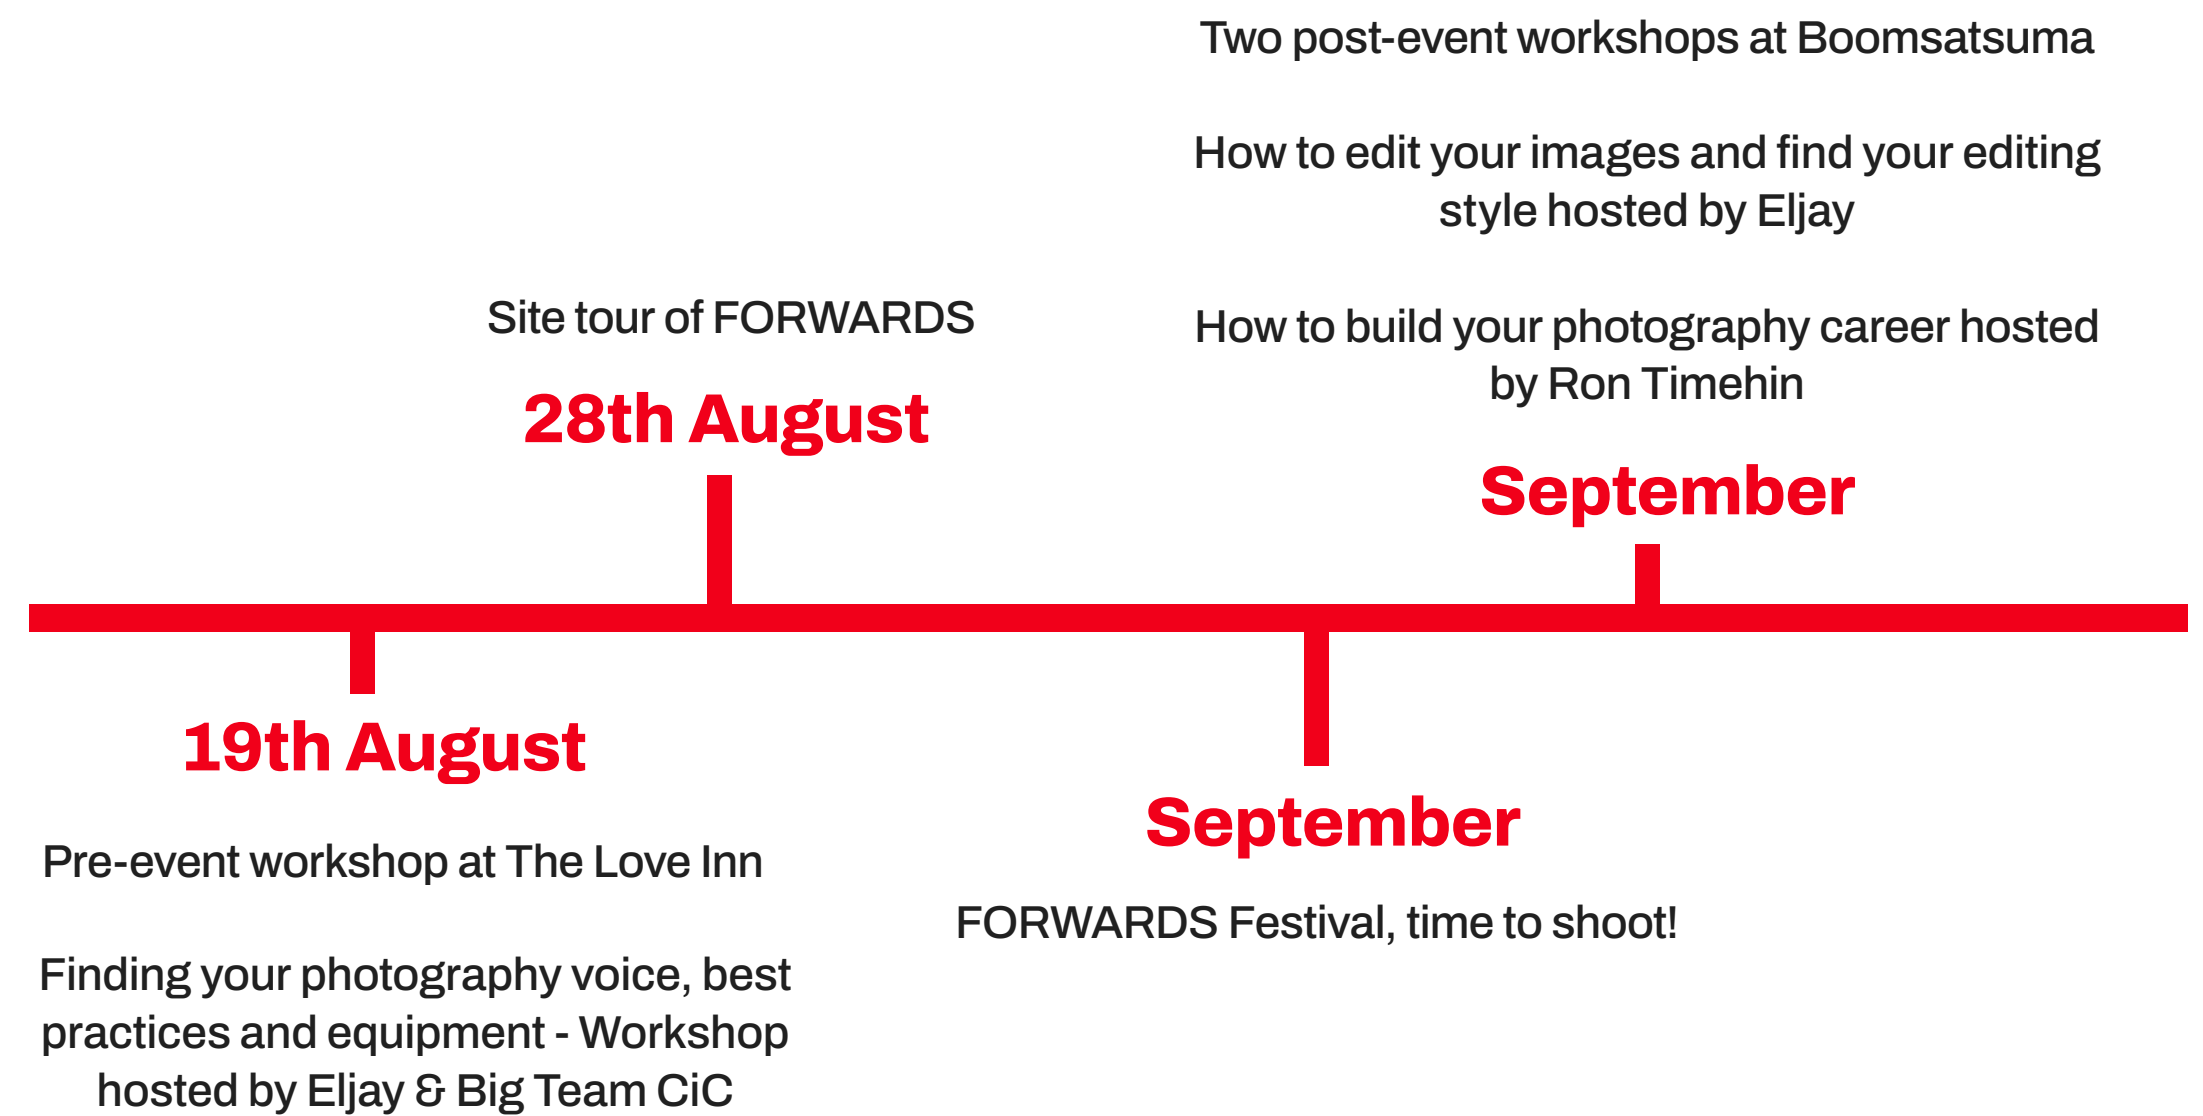 Two post-event workshops at Boomsatsuma
How to edit your images and find your editing
style hosted by Eljay
How to build your photography career hosted
by Ron Timehin
September
Site tour of FORWARDS
28th August
19th August
Pre-event workshop at The Love Inn
Finding your photography voice, best
practices and equipment - Workshop
hosted by Eljay & Big Team CiC
September
FORWARDS Festival, time to shoot!